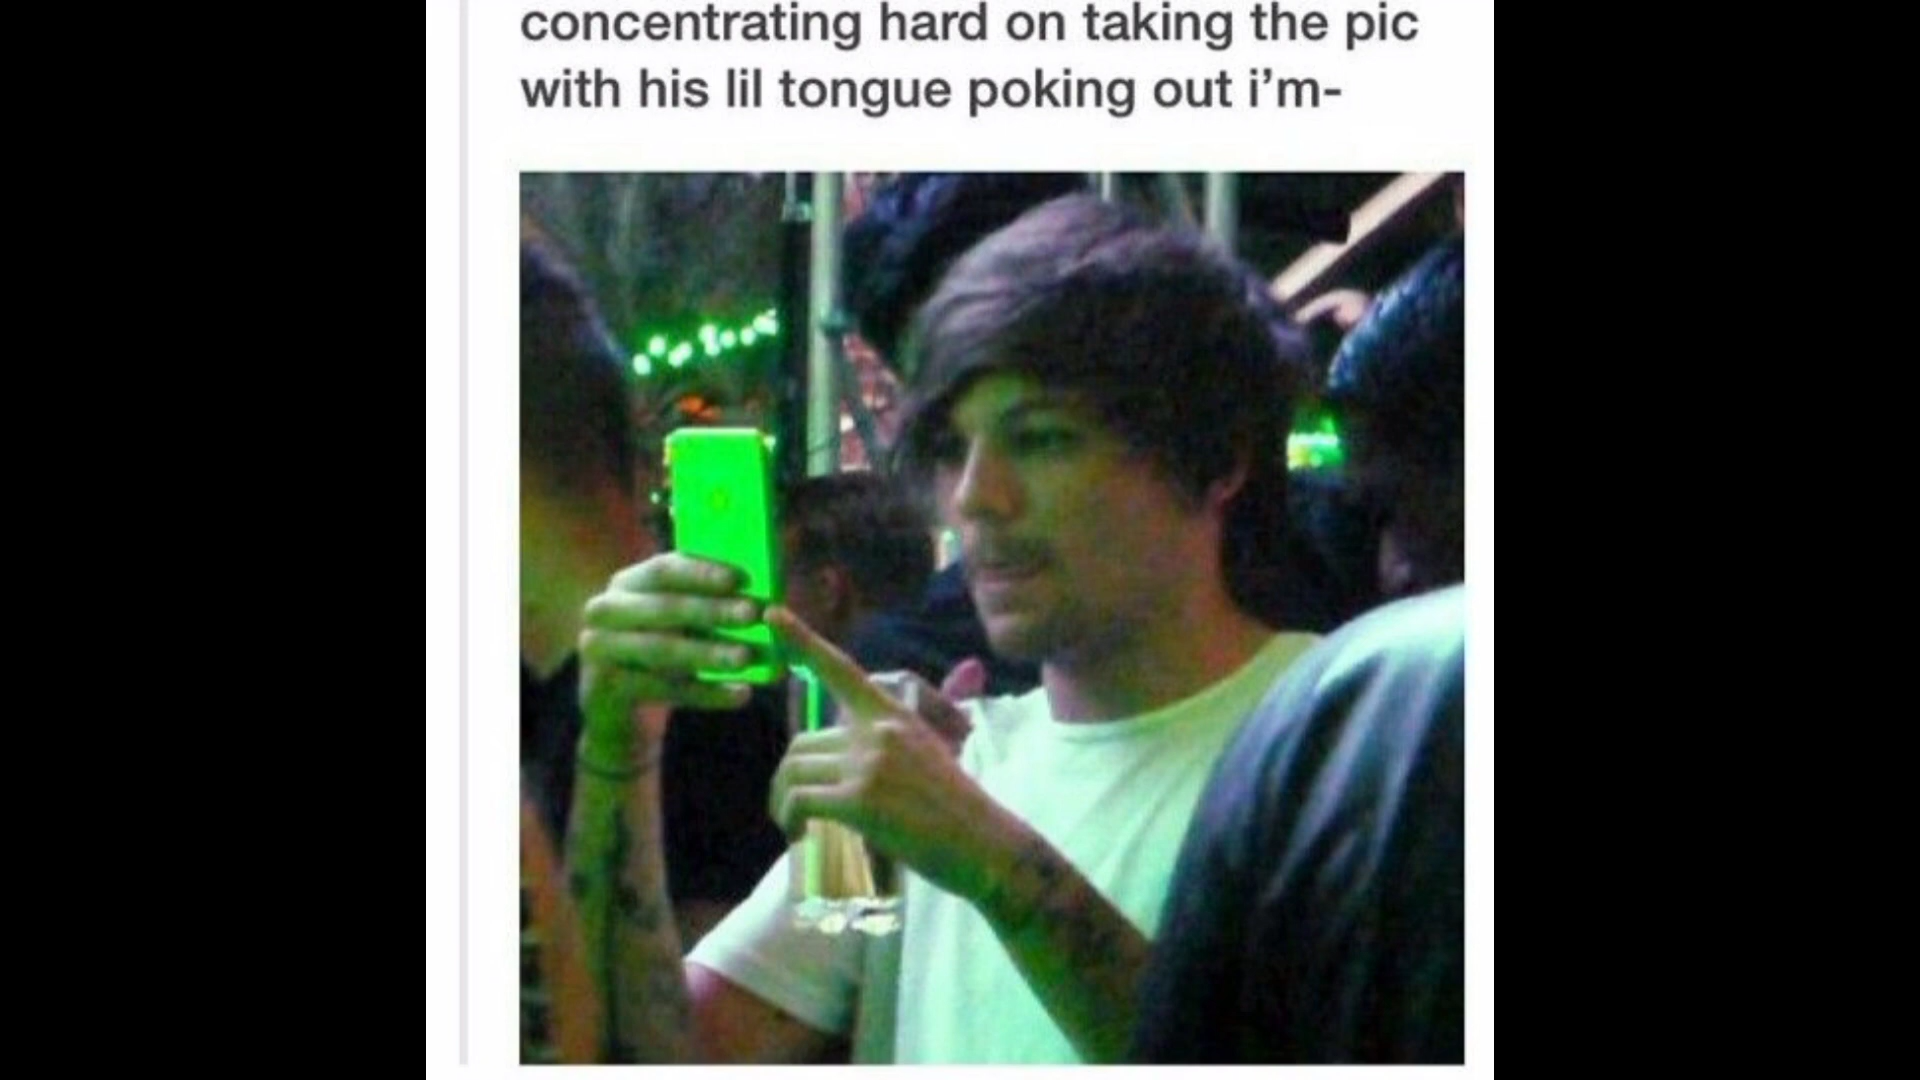 concentrating hard on taking the pic
with his lil tongue poking out i’m-